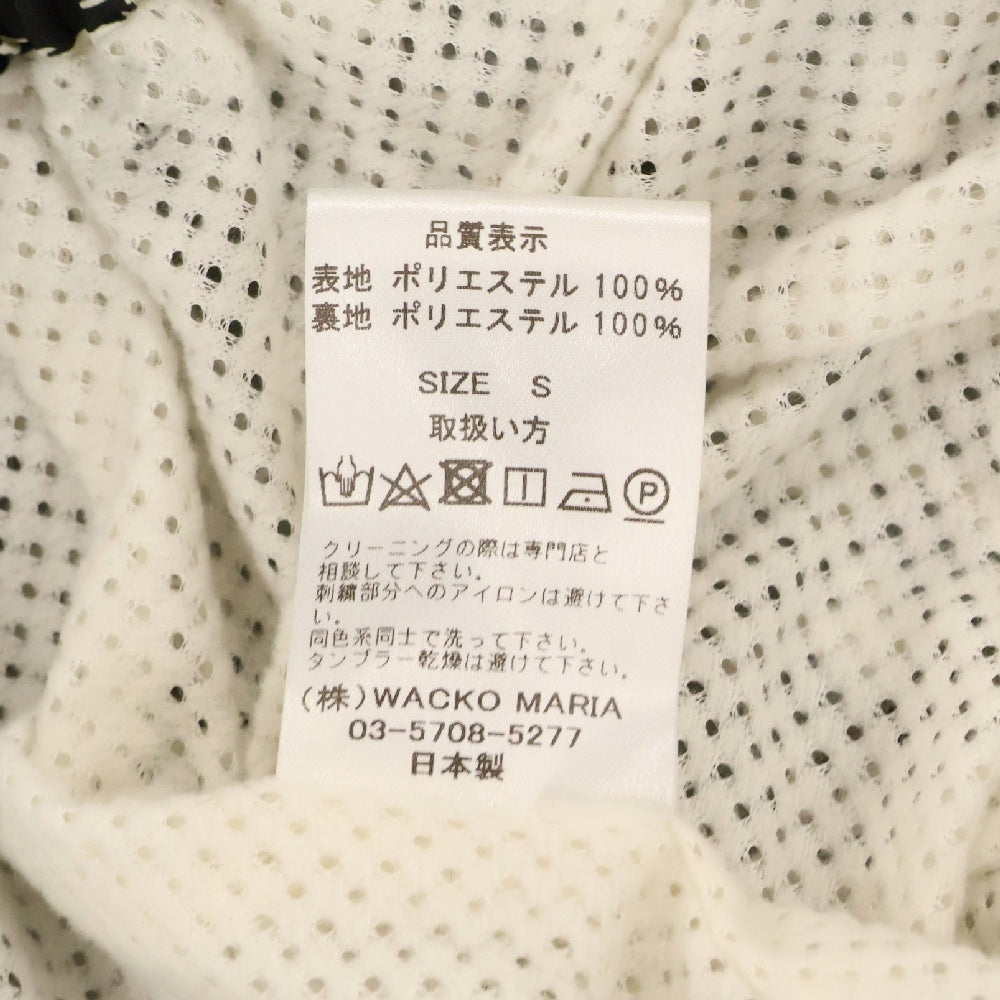 品質表示
表地 ポリエステル 100%
裏地 ポリエステル 100%
SIZE S
取扱い方
P
クリーニングの際は専門店と
相談して下さい。
刺繍部分へのアイロンは避けて下さ
い。
同色系同士で洗って下さい。
タンブラー乾燥は避けて下さい。
(株)WACKO MARIA
03-5708-5277
日本製